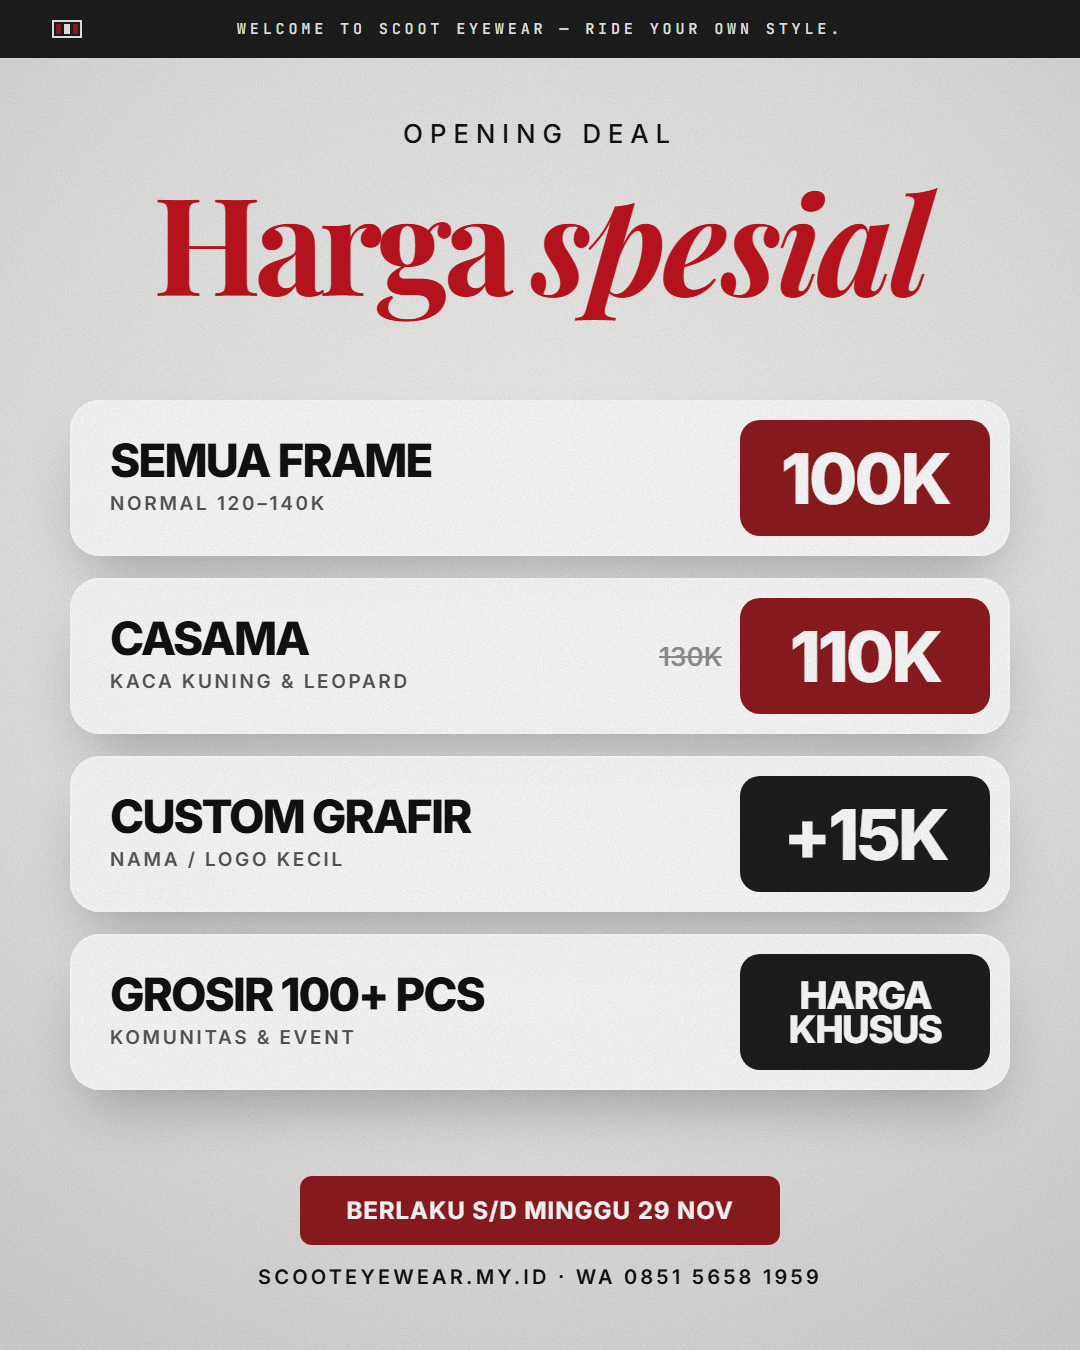 WELCOME TO SCOOT EYEWEAR — RIDE YOUR OWN STYLE.
OPENING DEAL
Harga spesial
SEMUA FRAME
NORMAL 120–140K
100K
CASAMA
KACA KUNING & LEOPARD
130K
110K
CUSTOM GRAFIR
NAMA / LOGO KECIL
+15K
GROSIR 100+ PCS
KOMUNITAS & EVENT
HARGA
KHUSUS
BERLAKU S/D MINGGU 29 NOV
SCOOTEYEWEAR.MY.ID · WA 0851 5658 1959